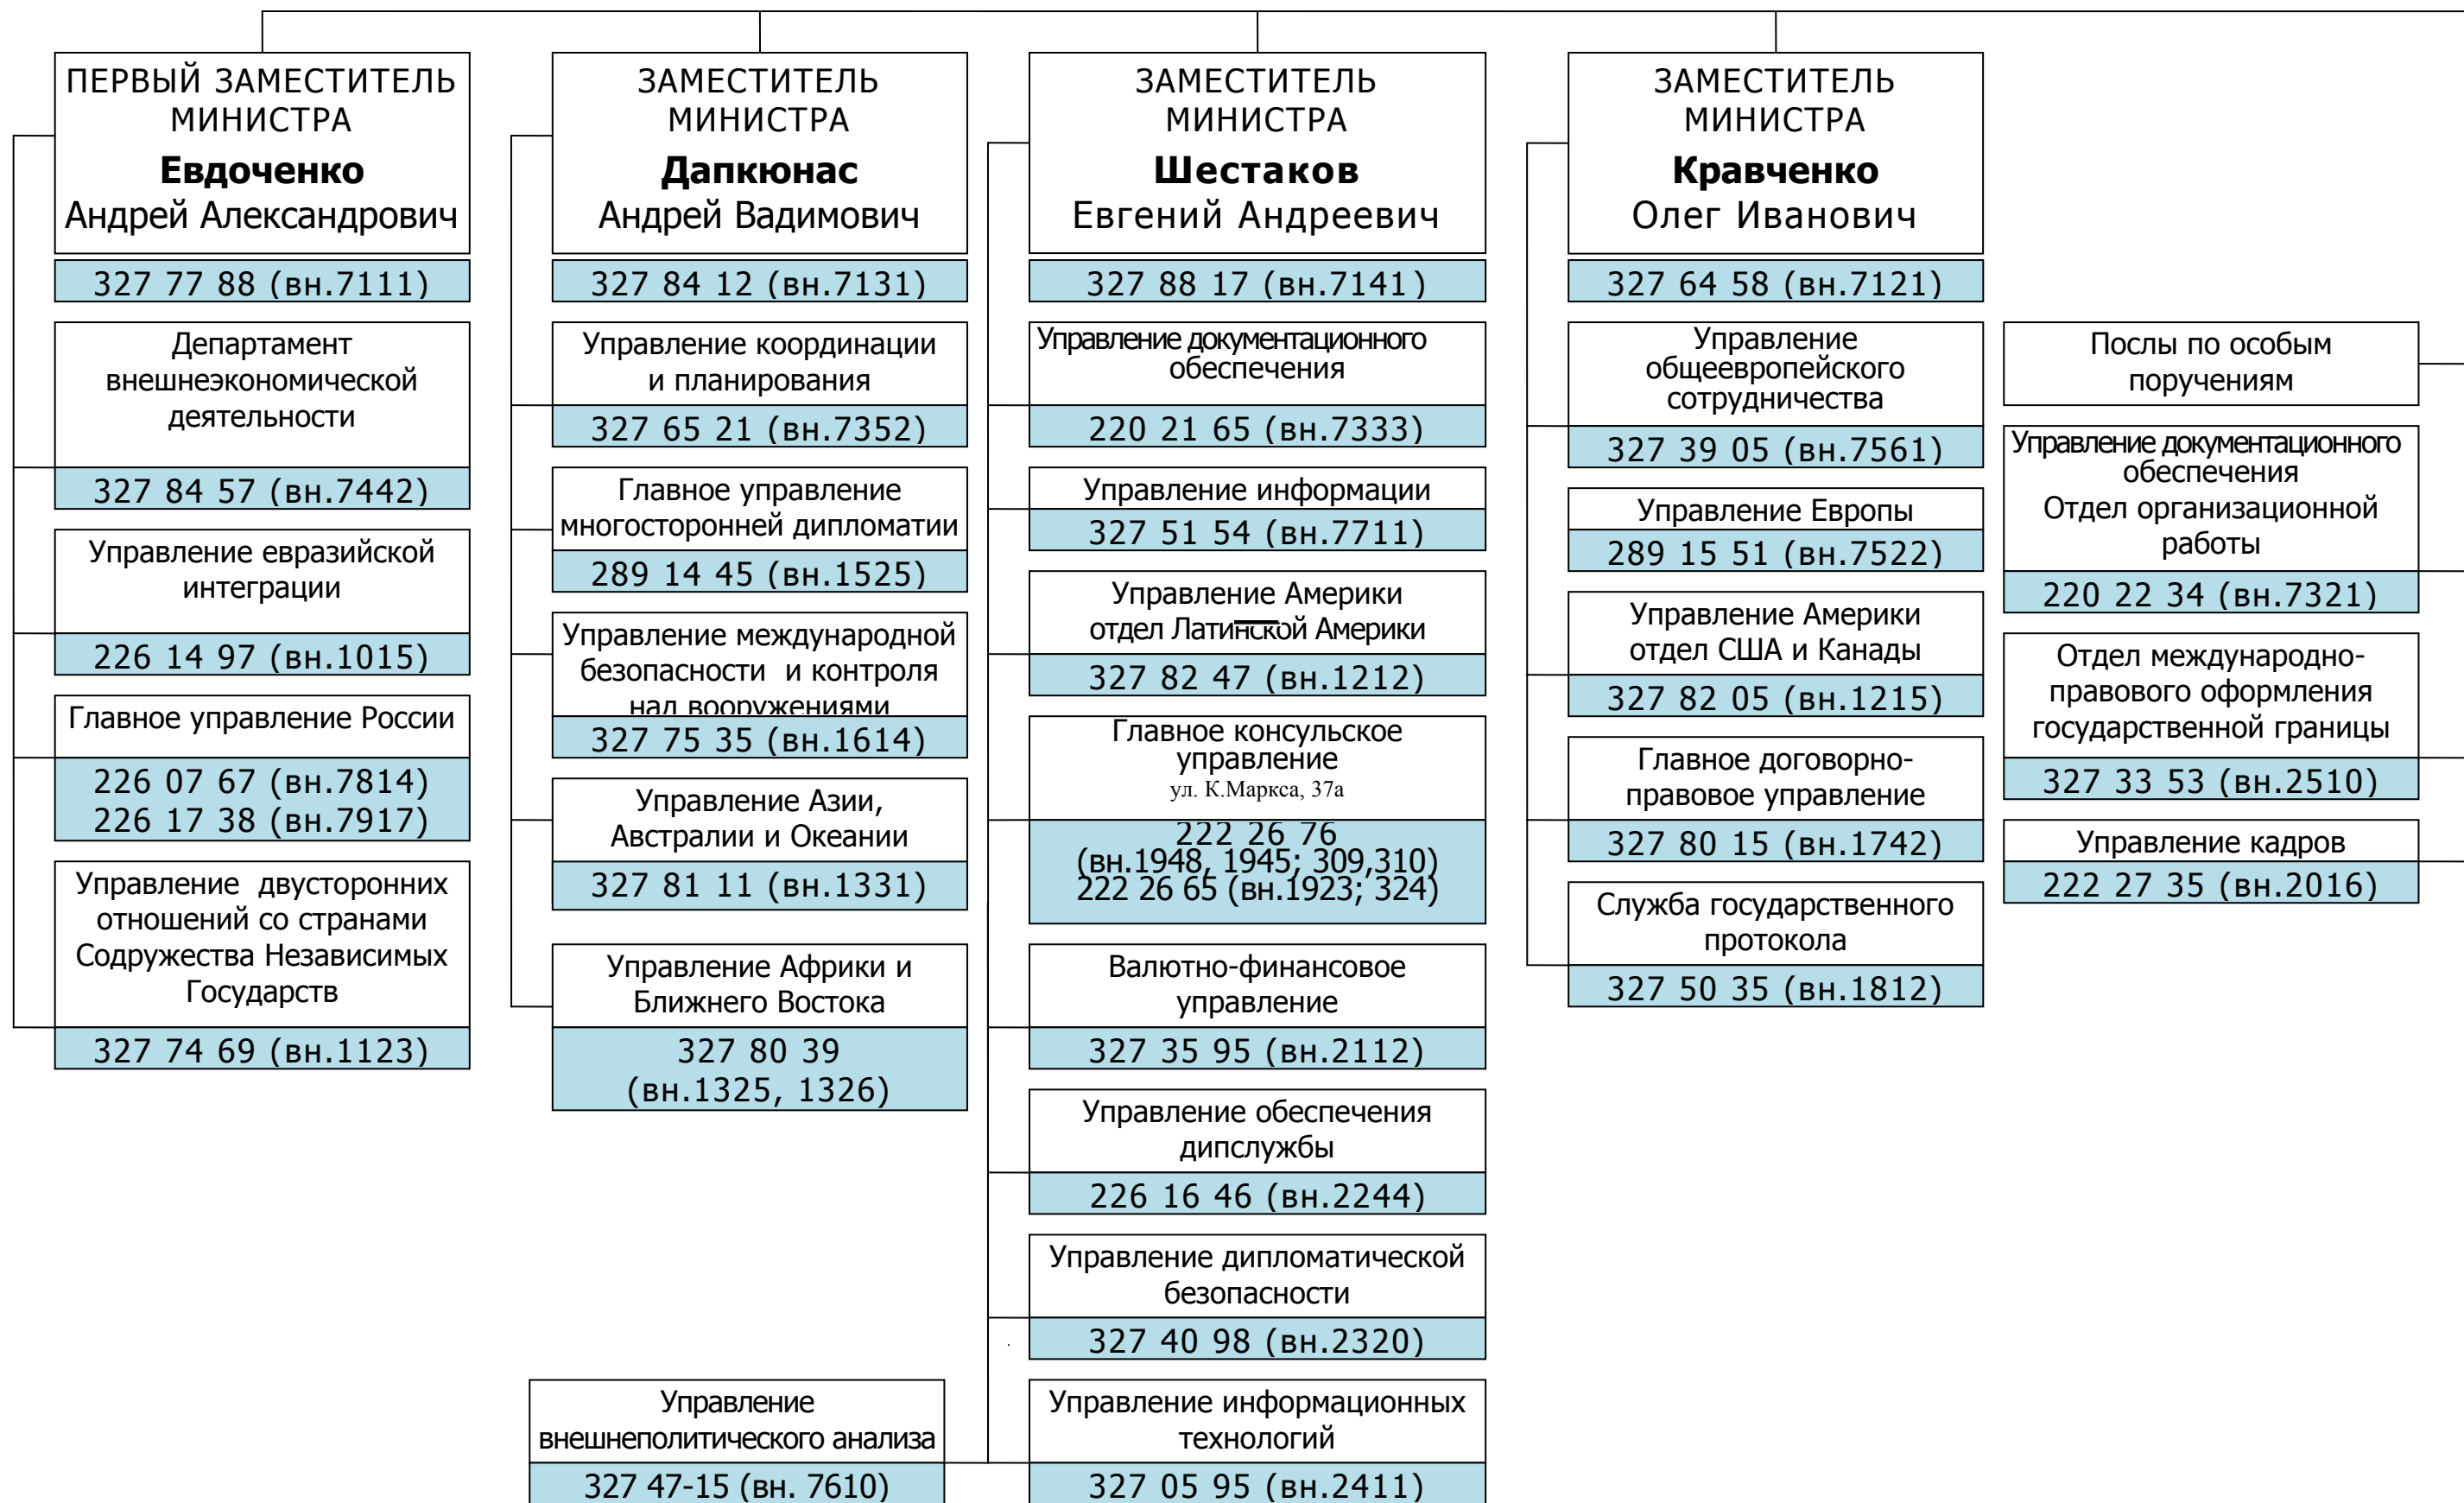 ПЕРВЫЙ ЗАМЕСТИТЕЛЬ
МИНИСТРА
Евдоченко
Андрей Александрович
327 77 88 (вн.7111)
Департамент
внешнеэкономической
деятельности
327 84 57 (вн.7442)
Управление евразийской
интеграции
226 14 97 (вн.1015)
Главное управление России
226 07 67 (вн.7814)
226 17 38 (вн.7917)
Управление двусторонних
отношений со странами
Содружества Независимых
Государств
327 74 69 (вн.1123)
ЗАМЕСТИТЕЛЬ
МИНИСТРА
Дапкюнас
Андрей Вадимович
327 84 12 (вн.7131)
Управление координации
и планирования
327 65 21 (вн.7352)
Главное управление
многосторонней дипломатии
289 14 45 (вн.1525)
Управление международной
безопасности и контроля
над вооружениями
327 75 35 (вн.1614)
Управление Азии,
Австралии и Океании
327 81 11 (вн.1331)
Управление Африки и
Ближнего Востока
327 80 39
(вн.1325, 1326)
Управление
внешнеполитического анализа
327 47-15 (вн. 7610)
ЗАМЕСТИТЕЛЬ
МИНИСТРА
Шестаков
Евгений Андреевич
327 88 17 (вн.7141)
Управление документационного
обеспечения
220 21 65 (вн.7333)
Управление информации
327 51 54 (вн.7711)
Управление Америки
отдел Латинской Америки
327 82 47 (вн.1212)
Главное консульское
управление
ул. К.Маркса, 37а
222 26 76
(вн.1948, 1945; 309,310)
222 26 65 (вн.1923; 324)
Валютно-финансовое
управление
327 35 95 (вн.2112)
Управление обеспечения
дипслужбы
226 16 46 (вн.2244)
Управление дипломатической
безопасности
327 40 98 (вн.2320)
Управление информационных
технологий
327 05 95 (вн.2411)
ЗАМЕСТИТЕЛЬ
МИНИСТРА
Кравченко
Олег Иванович
327 64 58 (вн.7121)
Управление
общеевропейского
сотрудничества
327 39 05 (вн.7561)
Управление Европы
289 15 51 (вн.7522)
Управление Америки
отдел США и Канады
327 82 05 (вн.1215)
Главное договорно-
правовое управление
327 80 15 (вн.1742)
Служба государственного
протокола
327 50 35 (вн.1812)
Послы по особым
поручениям
Управление документационного
обеспечения
Отдел организационной
работы
220 22 34 (вн.7321)
Отдел международно-
правового оформления
государственной границы
327 33 53 (вн.2510)
Управление кадров
222 27 35 (вн.2016)